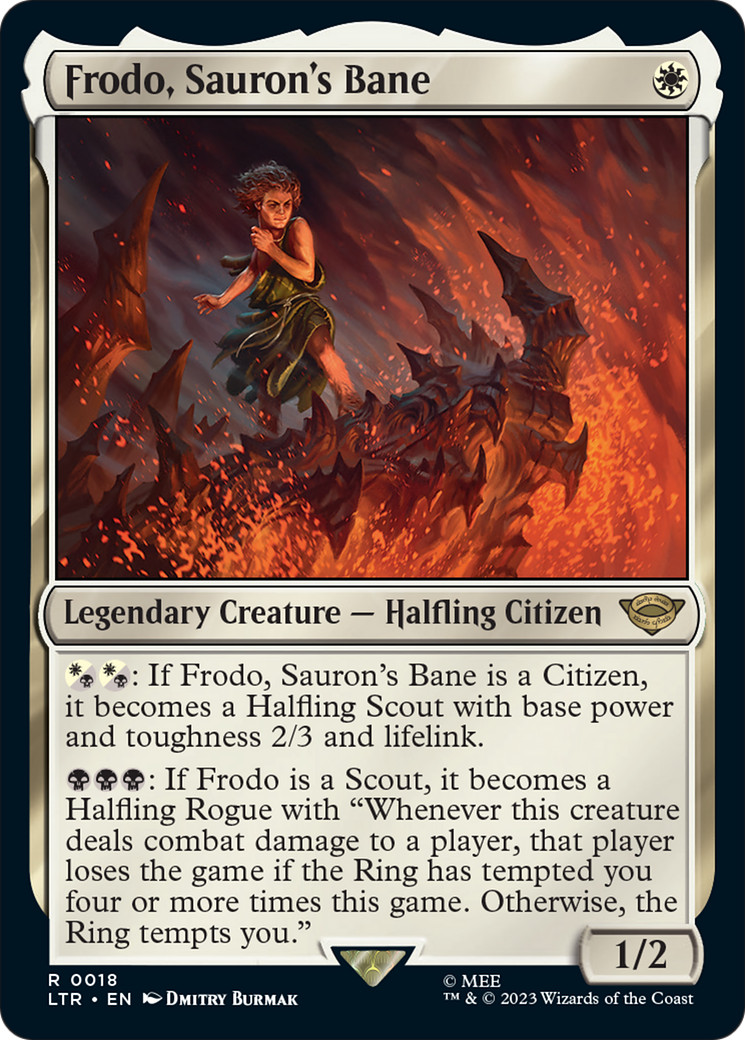 Frodo, Sauron's Bane
Legendary Creature — Halfling Citizen
: If Frodo, Sauron's Bane is a Citizen,
it becomes a Halfling Scout with base power
and toughness 2/3 and lifelink.
: If Frodo is a Scout, it becomes a
Halfling Rogue with “Whenever this creature
deals combat damage to a player, that player
loses the game if the Ring has tempted you
four or more times this game. Otherwise, the
Ring tempts you.”
1/2
R 0018
LTR • EN Dmitry Burmak
© MEE
™ & © 2023 Wizards of the Coast